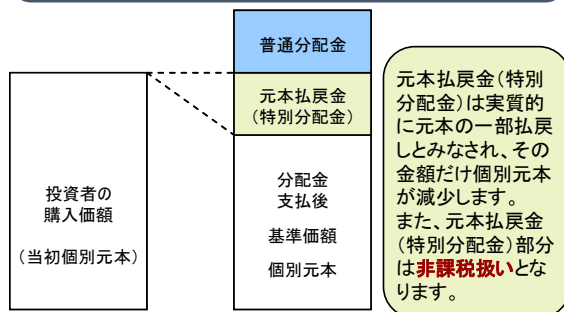 普通分配金
元本払戻金
(特別分配金)
投資者の
購入価額
(当初個別元本)
分配金
支払後
基準価額
個別元本
元本払戻金(特別
分配金)は実質的
に元本の一部払戻
しとみなされ、その
金額だけ個別元本
が減少します。
また、元本払戻金
(特別分配金)部分
は非課税扱いとな
ります。